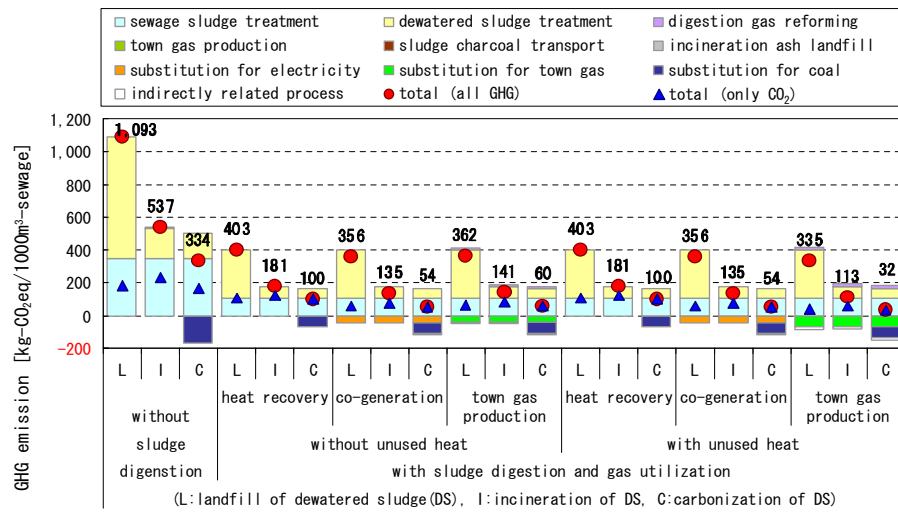 sewage sludge treatment dewatered sludge treatment digestion gas reforming
town gas production sludge charcoal transport incineration ash landfill
substitution for electricity substitution for town gas substitution for coal
indirectly related process total (all GHG) total (only CO₂)
GHG emission [kg-CO₂eq/1000m³-sewage]
1,200
1,000
800
600
400
200
0
-200
1,093 537 334 403 181 100 356 135 54 362 141 60 403 181 100 356 135 54 335 113 32
L I C L I C L I C L I C L I C L I C L I C
without sludge digenstion
heat recovery co-generation town gas production heat recovery co-generation town gas production
without unused heat with unused heat
with sludge digestion and gas utilization
(L:landfill of dewatered sludge(DS), I:incineration of DS, C:carbonization of DS)